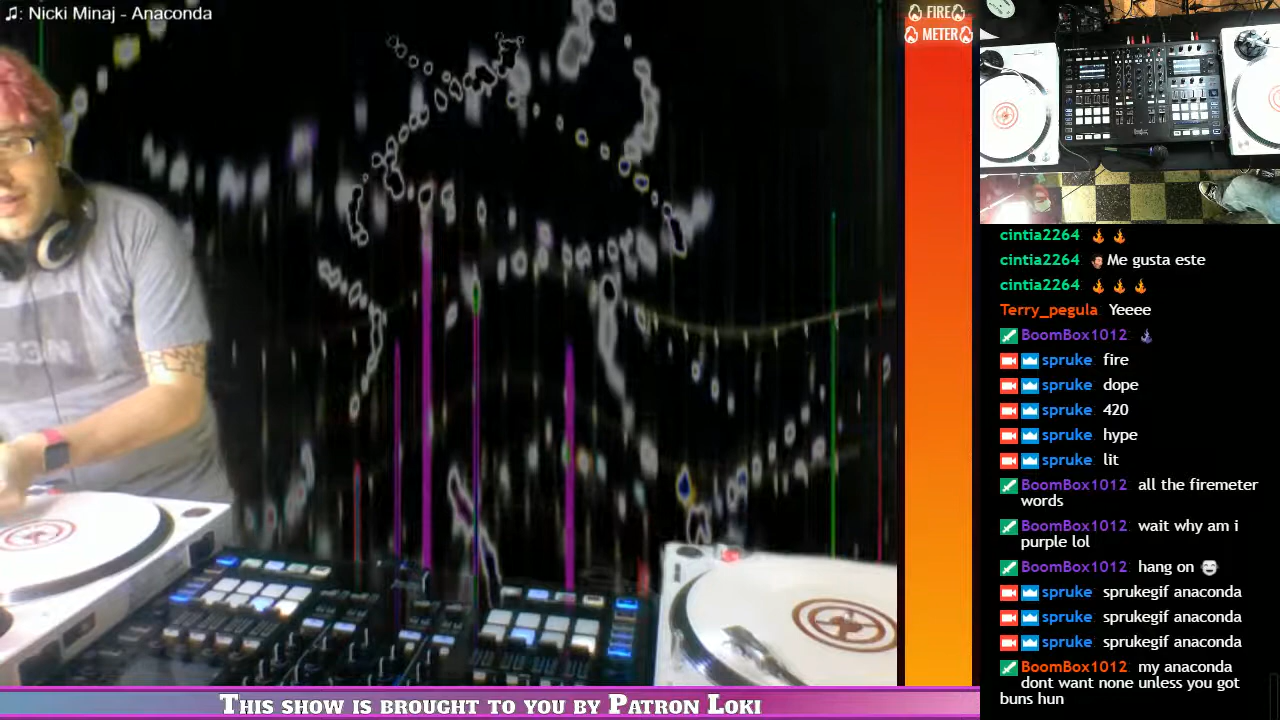 ♫: Nicki Minaj - Anaconda
FIRE
METER
cintia2264
cintia2264 Me gusta este
cintia2264
Terry_pegula Yeeee
BoomBox1012
spruke fire
spruke dope
spruke 420
spruke hype
spruke lit
BoomBox1012 all the firemeter
words
BoomBox1012 wait why am i
purple lol
BoomBox1012 hang on
spruke sprukegif anaconda
spruke sprukegif anaconda
spruke sprukegif anaconda
BoomBox1012 my anaconda
dont want none unless you got
buns hun
THIS SHOW IS BROUGHT TO YOU BY PATRON LOKI